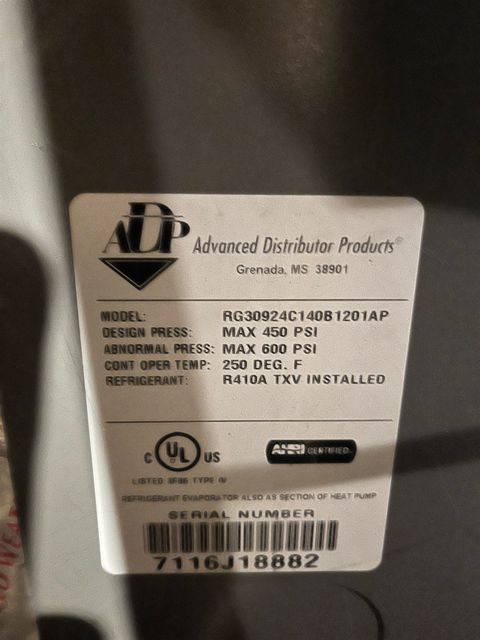 ADP
Advanced Distributor Products®
Grenada, MS 38901
MODEL: RG30924C140B1201AP
DESIGN PRESS: MAX 450 PSI
ABNORMAL PRESS: MAX 600 PSI
CONT OPER TEMP: 250 DEG. F
REFRIGERANT: R410A TXV INSTALLED
C UL US
AHRI CERTIFIED
REFRIGERANT EVAPORATOR ALSO AS SECTION OF HEAT PUMP
SERIAL NUMBER
7116J18882